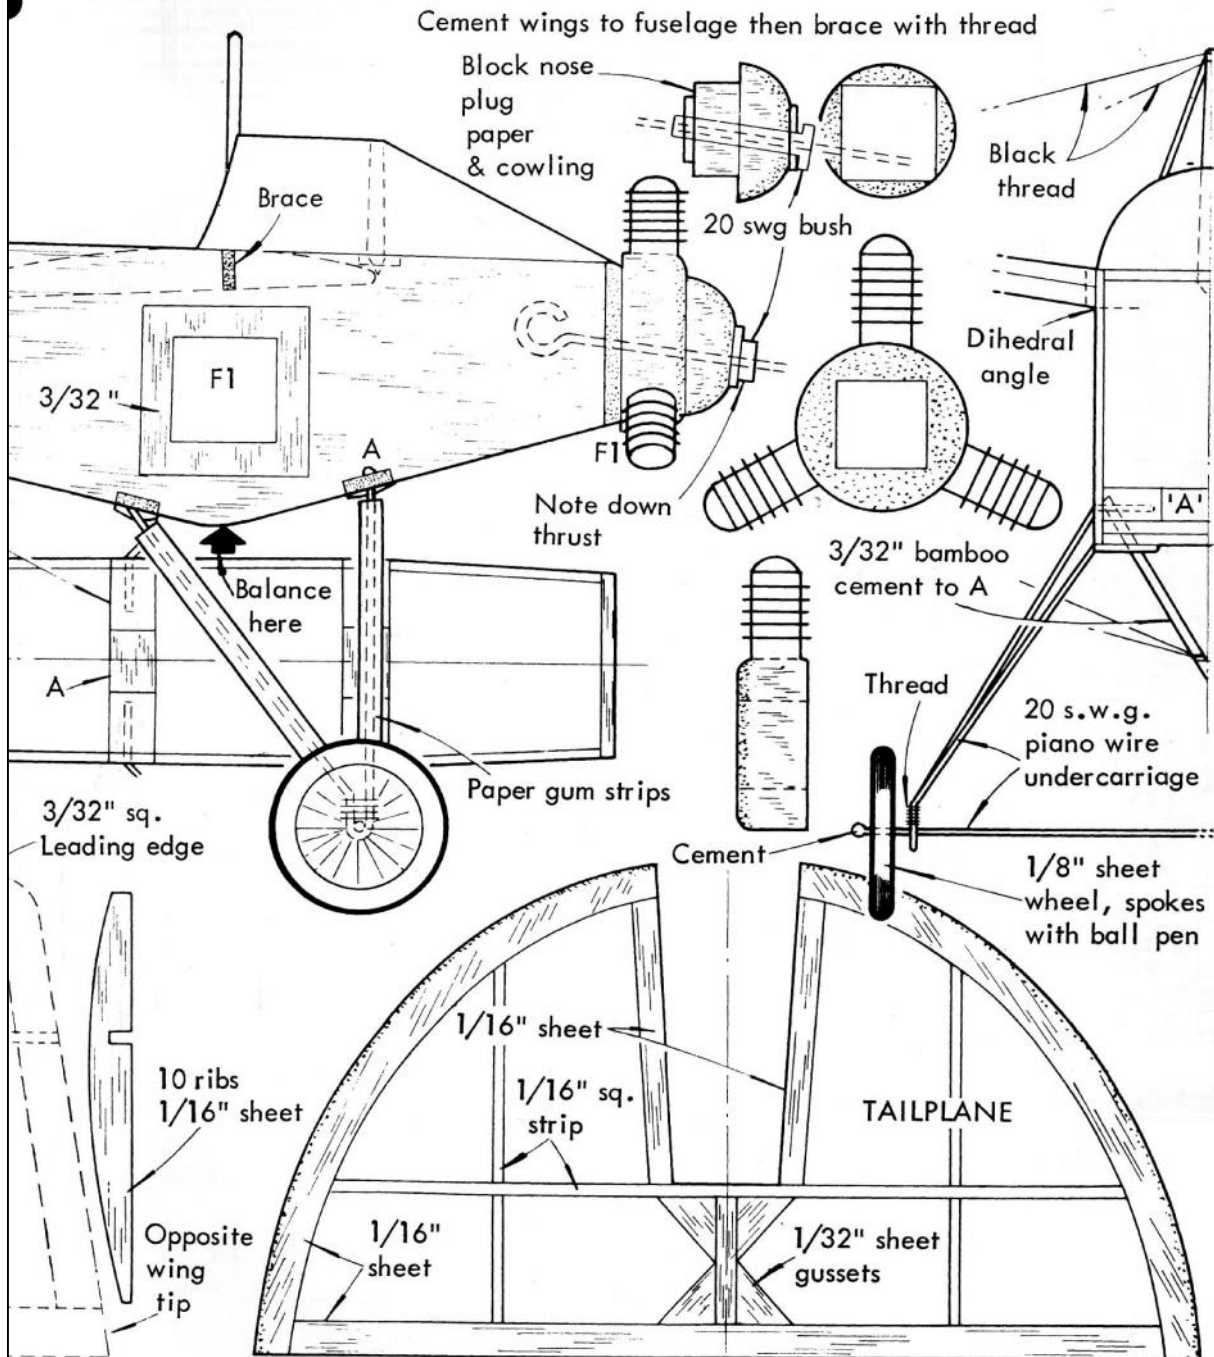 Cement wings to fuselage then brace with thread
Block nose
plug
paper
& cowling
Black
thread
Brace
20 swg bush
Dihedral
angle
F1
3/32"
A
F1
Note down
thrust
'A'
3/32" bamboo
cement to A
Balance
here
A
Thread
20 s.w.g.
piano wire
undercarriage
Paper gum strips
3/32" sq.
Leading edge
Cement
1/8" sheet
wheel, spokes
with ball pen
1/16" sheet
10 ribs
1/16" sheet
1/16" sq.
strip
TAILPLANE
Opposite
wing
tip
1/16"
sheet
1/32" sheet
gussets